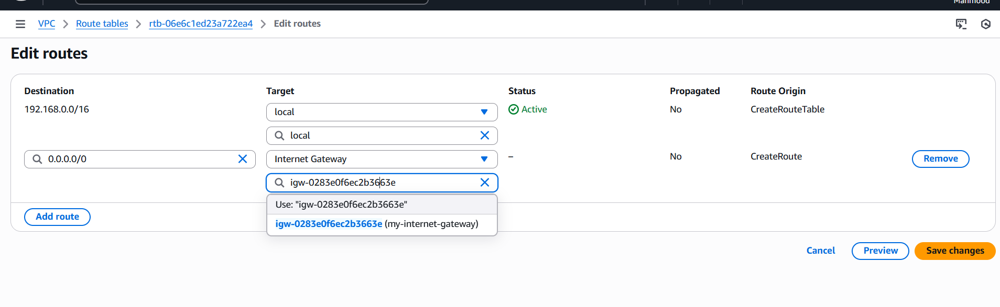 Mahmood
VPC > Route tables > rtb-06e6c1ed23a722ea4 > Edit routes
Edit routes
Destination Target Status Propagated Route Origin
192.168.0.0/16 local Active No CreateRouteTable
local
0.0.0.0/0 Internet Gateway – No CreateRoute Remove
igw-0283e0f6ec2b3663e
Use: "igw-0283e0f6ec2b3663e"
Add route
igw-0283e0f6ec2b3663e (my-internet-gateway)
Cancel Preview Save changes